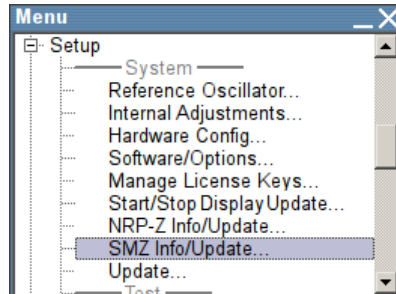 Menu
Setup
System
Reference Oscillator...
Internal Adjustments...
Hardware Config...
Software/Options...
Manage License Keys...
Start/Stop Display Update...
NRP-Z Info/Update...
SMZ Info/Update...
Update...
Test